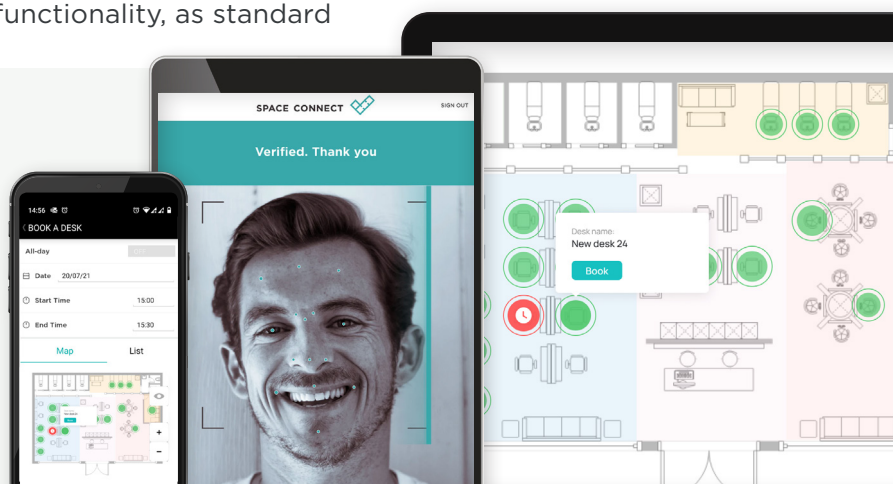 functionality, as standard
SPACE CONNECT
SIGN OUT
Verified. Thank you
14:56
BOOK A DESK
All-day
Date 20/07/21
Start Time 15:00
End Time 15:30
Map List
+
-
Desk name:
New desk 24
Book